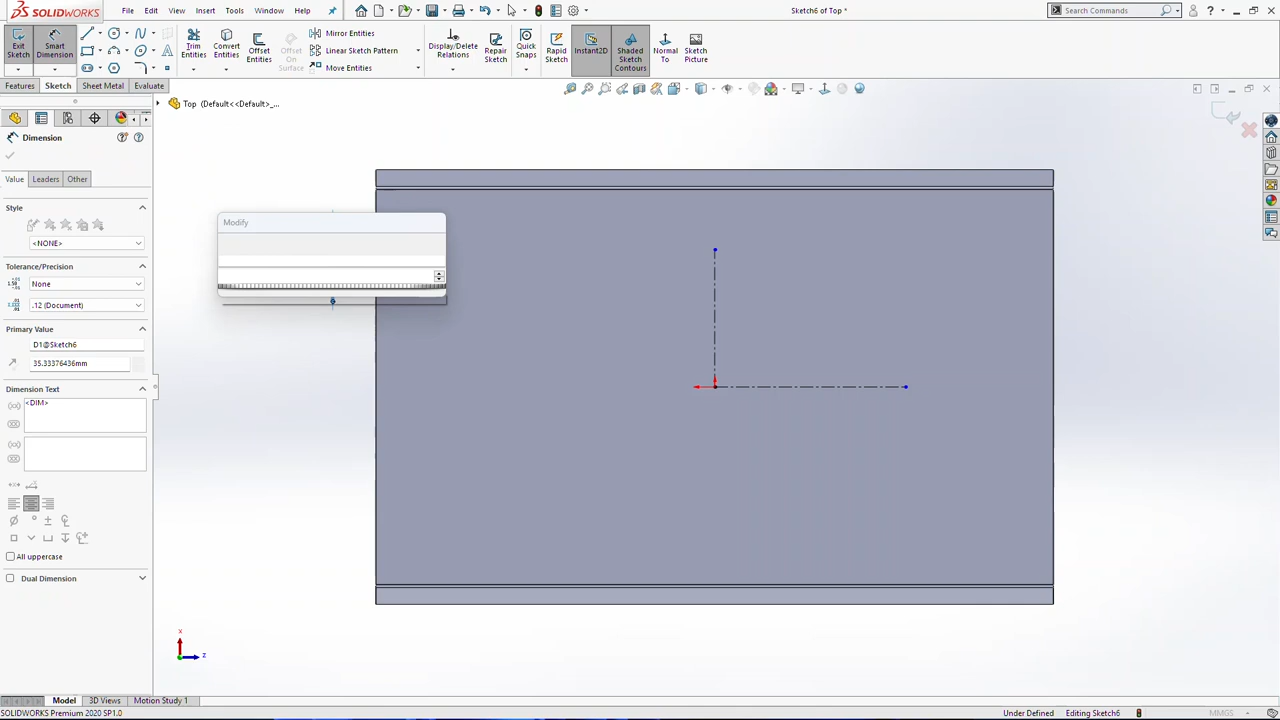 SOLIDWORKS
File
Edit
View
Insert
Tools
Window
Help
Sketch6 of Top *
Search Commands
Exit Sketch
Smart Dimension
Trim Entities
Convert Entities
Offset Entities
Offset On Surface
Mirror Entities
Linear Sketch Pattern
Move Entities
Display/Delete Relations
Repair Sketch
Quick Snaps
Rapid Sketch
Instant2D
Shaded Sketch Contours
Normal To
Sketch Picture
Features
Sketch
Sheet Metal
Evaluate
Top (Default<<Default>_...
Dimension
Value
Leaders
Other
Style
<NONE>
Tolerance/Precision
None
.12 (Document)
Primary Value
D1@Sketch6
35.33376436mm
Dimension Text
<DIM>
All uppercase
Dual Dimension
Modify
x
z
Model
3D Views
Motion Study 1
SOLIDWORKS Premium 2020 SP1.0
Under Defined
Editing Sketch6
MMGS